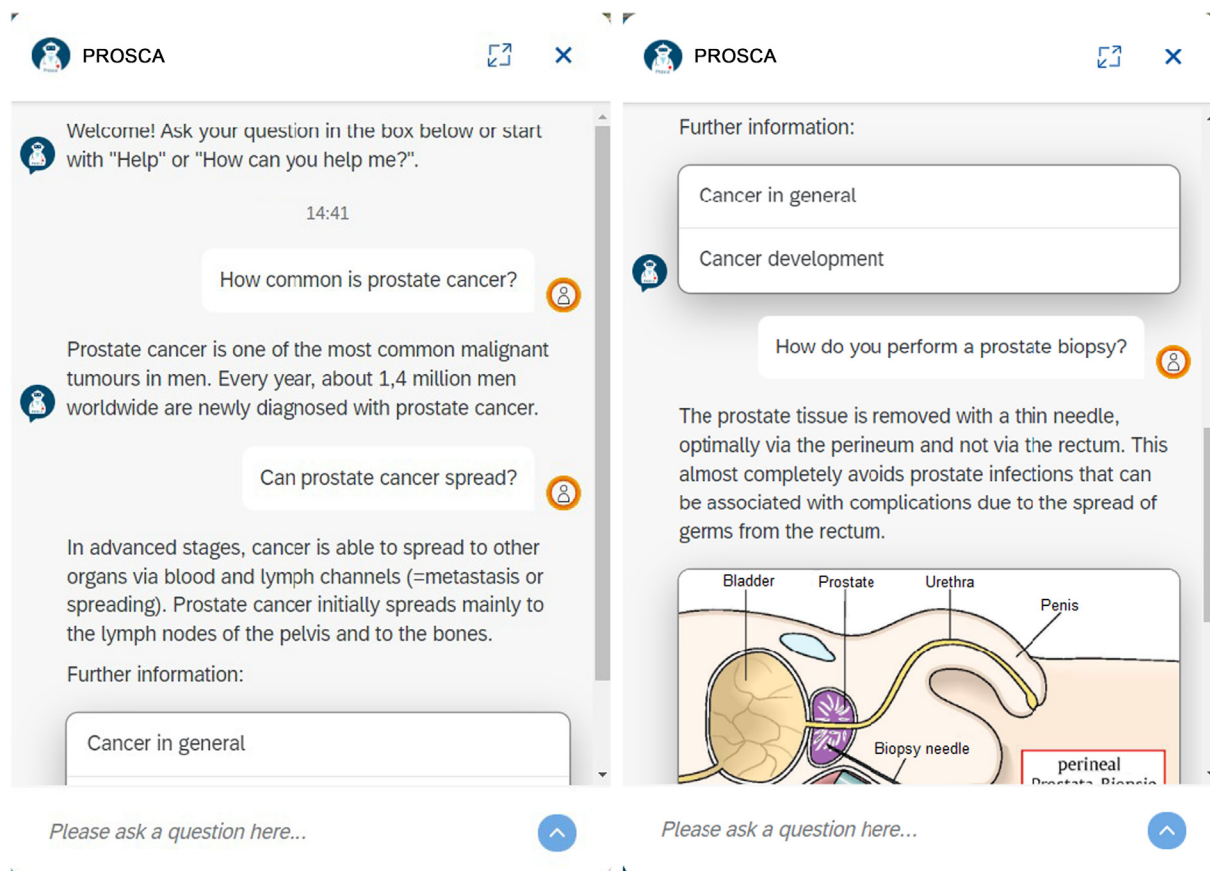 PROSCA
Welcome! Ask your question in the box below or start
with "Help" or "How can you help me?".
14:41
How common is prostate cancer?
Prostate cancer is one of the most common malignant
tumours in men. Every year, about 1,4 million men
worldwide are newly diagnosed with prostate cancer.
Can prostate cancer spread?
In advanced stages, cancer is able to spread to other
organs via blood and lymph channels (=metastasis or
spreading). Prostate cancer initially spreads mainly to
the lymph nodes of the pelvis and to the bones.
Further information:
Cancer in general
Please ask a question here...
PROSCA
Further information:
Cancer in general
Cancer development
How do you perform a prostate biopsy?
The prostate tissue is removed with a thin needle,
optimally via the perineum and not via the rectum. This
almost completely avoids prostate infections that can
be associated with complications due to the spread of
germs from the rectum.
Bladder Prostate Urethra
Penis
Biopsy needle
perineal
Prostata-Biopsie
Please ask a question here...